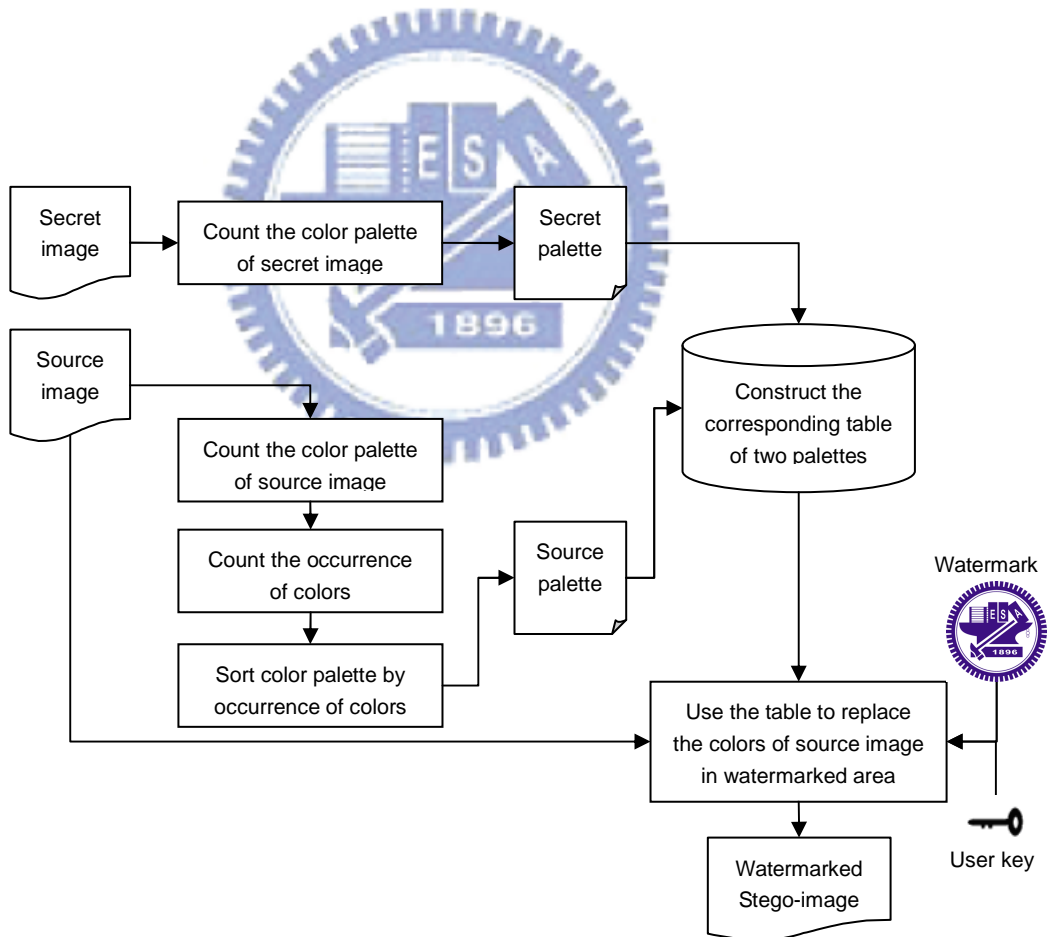 E S A
1896
Secret
image
Count the color palette
of secret image
Secret
palette
Source
image
Count the color palette
of source image
Construct the
corresponding table
of two palettes
Count the occurrence
of colors
Source
palette
Sort color palette by
occurrence of colors
Watermark
E S A
1896
Use the table to replace
the colors of source image
in watermarked area
User key
Watermarked
Stego-image